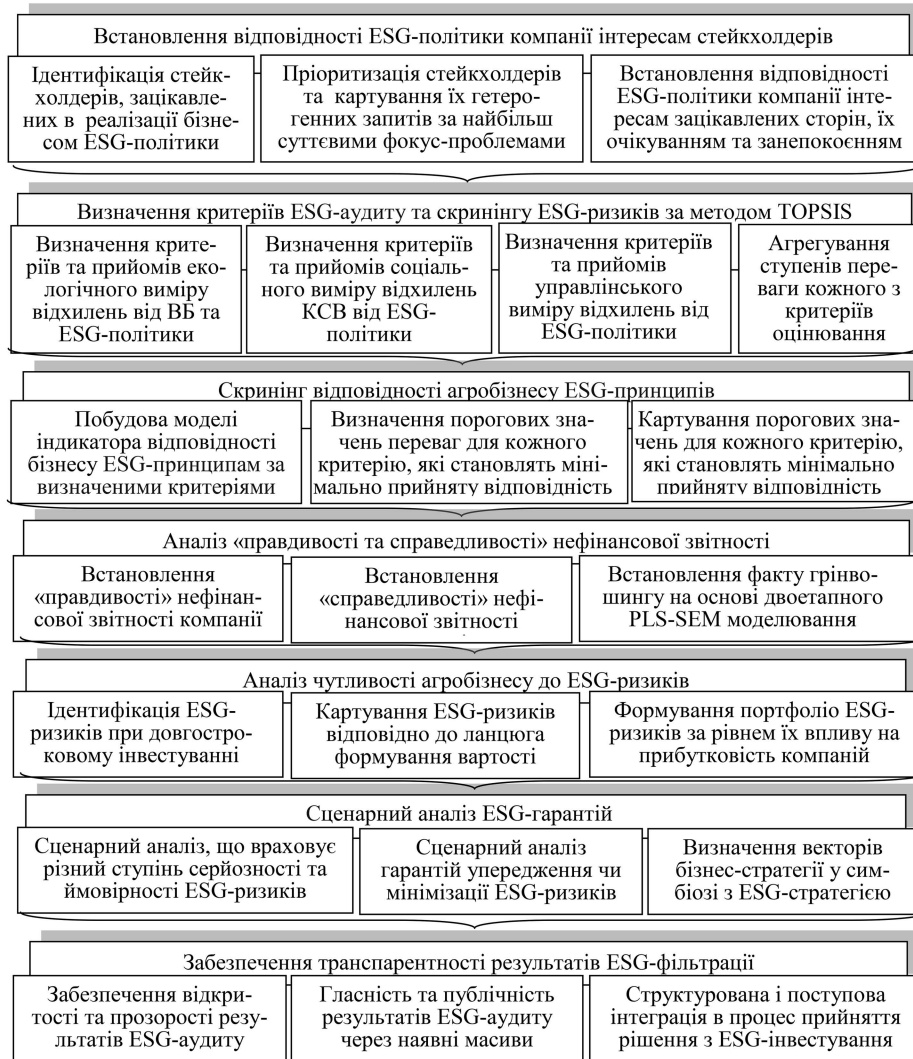 Встановлення відповідності ESG-політики компанії інтересам стейкхолдерів
Ідентифікація стейк-
холдерів, зацікавле-
них в реалізації бізне-
сом ESG-політики
Пріоритизація стейкхолдерів
та картування їх гетеро-
генних запитів за найбільш
суттєвими фокус-проблемами
Встановлення відповідності
ESG-політики компанії інте-
ресам зацікавлених сторін, їх
очікуванням та занепокоєнням
Визначення критеріїв ESG-аудиту та скринінгу ESG-ризиків за методом TOPSIS
Визначення крите-
ріїв та прийомів еко-
логічного виміру
відхилень від ВБ та
ESG-політики
Визначення критеріїв
та прийомів соціаль-
ного виміру відхилень
КСВ від ESG-
політики
Визначення критеріїв
та прийомів
управлінського
виміру відхилень від
ESG-політики
Агрегування
ступенів пере-
ваги кожного з
критеріїв
оцінювання
Скринінг відповідності агробізнесу ESG-принципів
Побудова моделі
індикатора відповідності
бізнесу ESG-принципам за
визначеними критеріями
Визначення порогових зна-
чень переваг для кожного
критерію, які становлять міні-
мально прийняту відповідність
Картування порогових зна-
чень для кожного критерію,
які становлять мінімально
прийняту відповідність
Аналіз «правдивості та справедливості» нефінансової звітності
Встановлення
«правдивості» нефінан-
сової звітності компанії
Встановлення
«справедливості» нефі-
нансової звітності
Встановлення факту грінво-
шингу на основі двоетапного
PLS-SEM моделювання
Аналіз чутливості агробізнесу до ESG-ризиків
Ідентифікація ESG-
ризиків при довгостро-
ковому інвестуванні
Картування ESG-ризиків
відповідно до ланцюга
формування вартості
Формування портфоліо ESG-
ризиків за рівнем їх впливу на
прибутковість компаній
Сценарний аналіз ESG-гарантій
Сценарний аналіз, що враховує
різний ступінь серйозності та
ймовірності ESG-ризиків
Сценарний аналіз
гарантій упередження чи
мінімізації ESG-ризиків
Визначення векторів
бізнес-стратегії у сим-
біозі з ESG-стратегією
Забезпечення транспарентності результатів ESG-фільтрації
Забезпечення відкри-
тості та прозорості резу-
льтатів ESG-аудиту
Гласність та публічність
результатів ESG-аудиту
через наявні масиви
Структурована і поступова
інтеграція в процес прийняття
рішення з ESG-інвестування